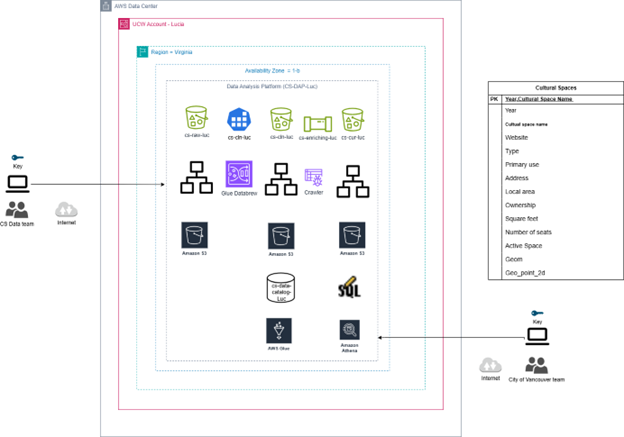 AWS Data Center
UCW Account - Lucia
Region = Virginia
Availability Zone = 1-b
Data Analysis Platform (CS-DAP-Luc)
cs-raw-luc
cs-cln-luc
cs-cln-luc
cs-enriching-luc
cs-cur-luc
Glue Databrew
Crawler
Amazon S3
Amazon S3
Amazon S3
cs-data-
catalog-
Luc
SQL
AWS Glue
Amazon
Athena
Key
CS Data team
Internet
Cultural Spaces
PK
Year,Cultural Space Name
Year
Cultual space name
Website
Type
Primary use
Address
Local area
Ownership
Square feet
Number of seats
Active Space
Geom
Geo_point_2d
Key
Internet
City of Vancouver team